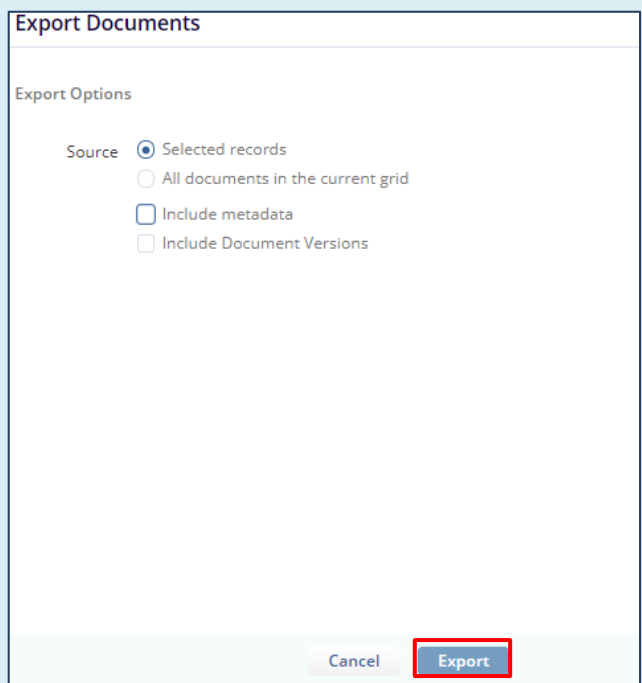 Export Documents
Export Options
Source Selected records
All documents in the current grid
Include metadata
Include Document Versions
Cancel Export